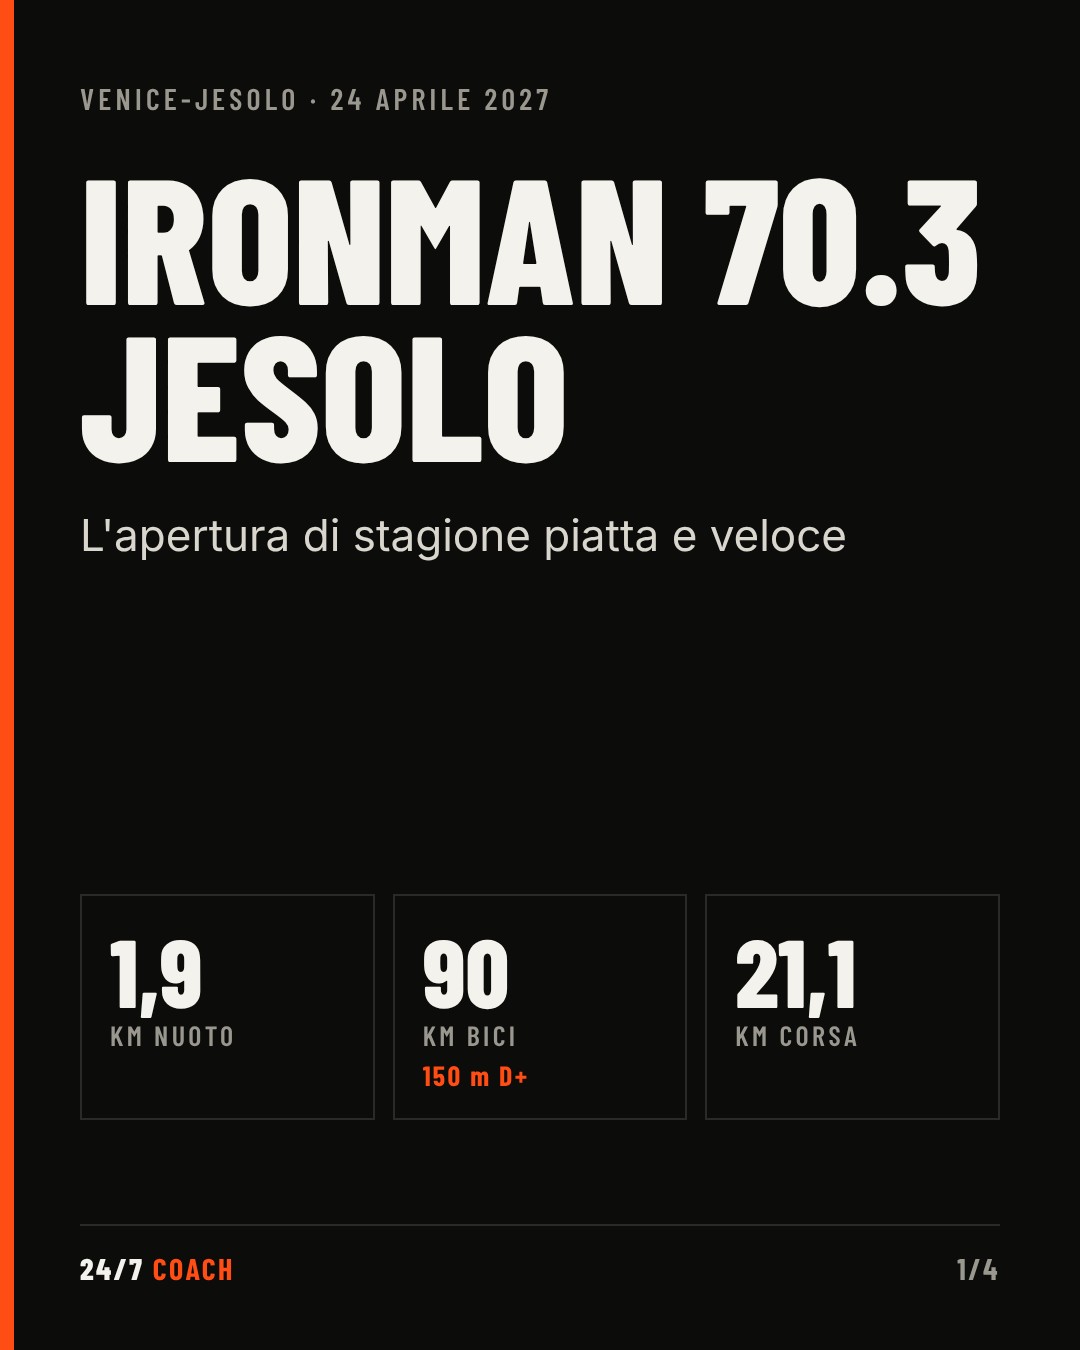 VENICE-JESOLO · 24 APRILE 2027
IRONMAN 70.3
JESOLO
L'apertura di stagione piatta e veloce
1,9
KM NUOTO
90
KM BICI
150 m D+
21,1
KM CORSA
24/7 COACH
1/4